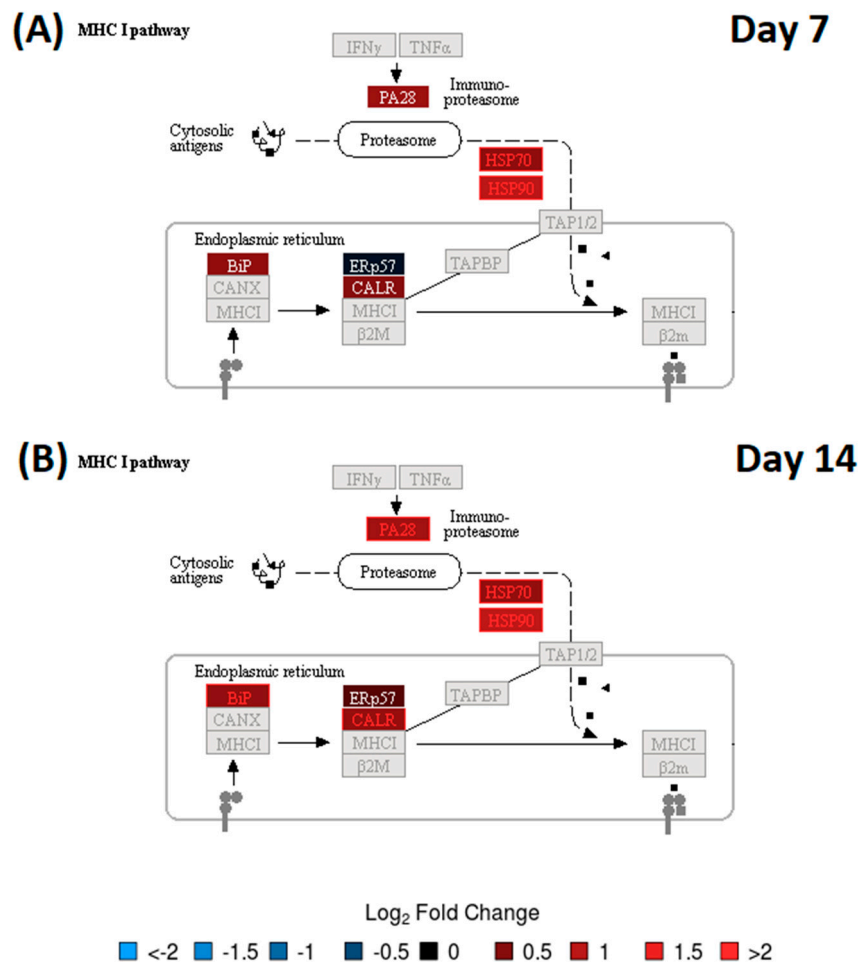 (A) MHC I pathway Day 7
IFNγ TNFα
PA28 Immuno-
proteasome
Cytosolic
antigens
Proteasome
HSP70
HSP90
TAP1/2
Endoplasmic reticulum
BiP ERp57 TAPBP
CANX CALR
MHCI MHCI MHCI
β2M β2m
(B) MHC I pathway Day 14
IFNγ TNFα
PA28 Immuno-
proteasome
Cytosolic
antigens
Proteasome
HSP70
HSP90
TAP1/2
Endoplasmic reticulum
BiP ERp57 TAPBP
CANX CALR
MHCI MHCI MHCI
β2M β2m
Log2 Fold Change
<-2 -1.5 -1 -0.5 0 0.5 1 1.5 >2